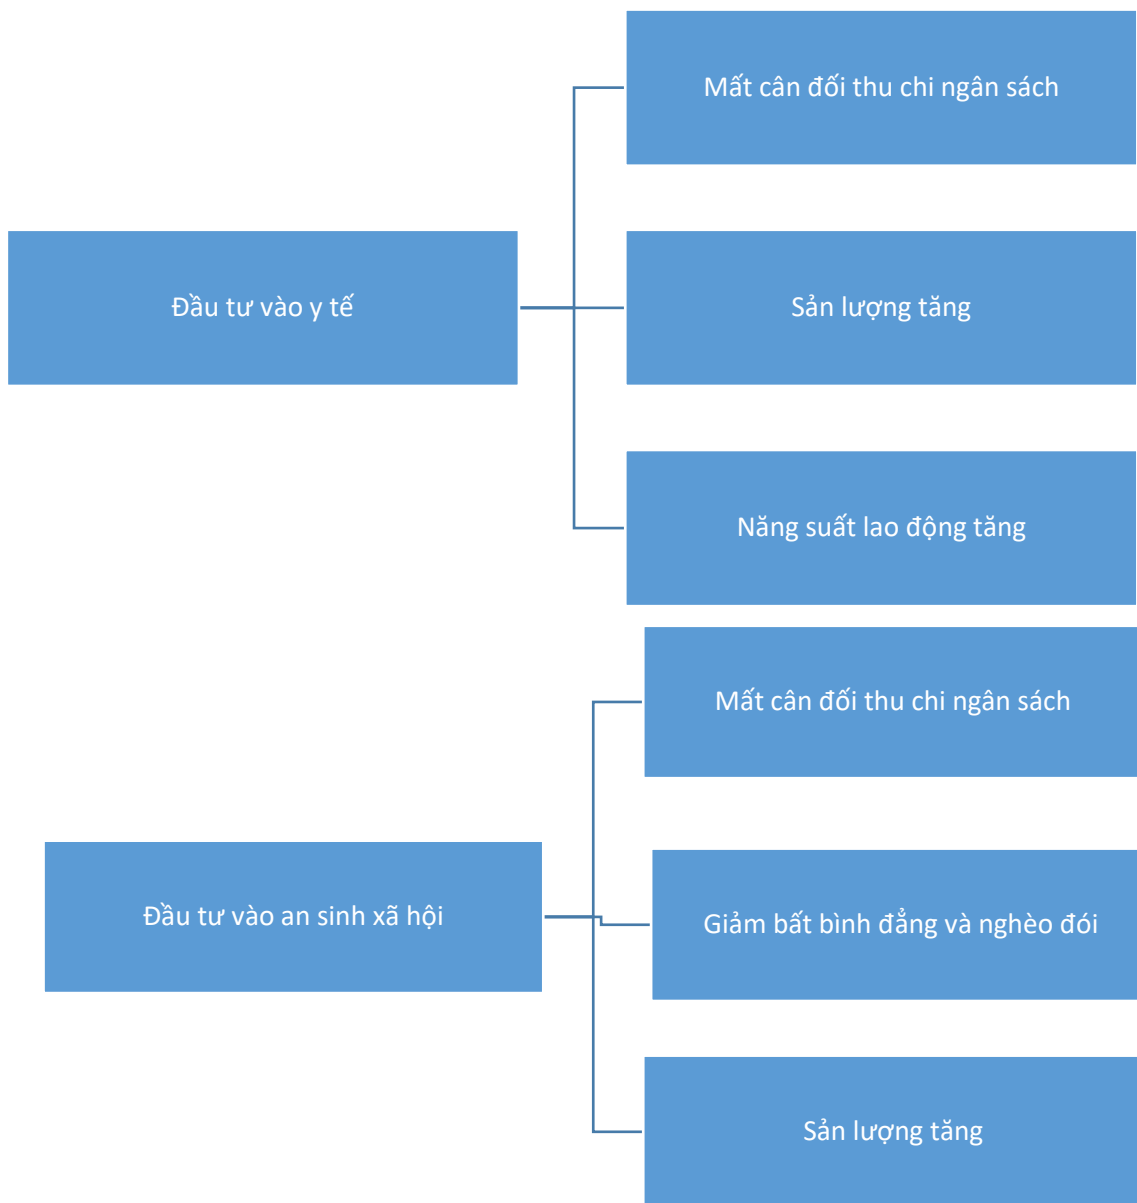 Mất cân đối thu chi ngân sách
Đầu tư vào y tế
Sản lượng tăng
Năng suất lao động tăng
Mất cân đối thu chi ngân sách
Đầu tư vào an sinh xã hội
Giảm bất bình đẳng và nghèo đói
Sản lượng tăng